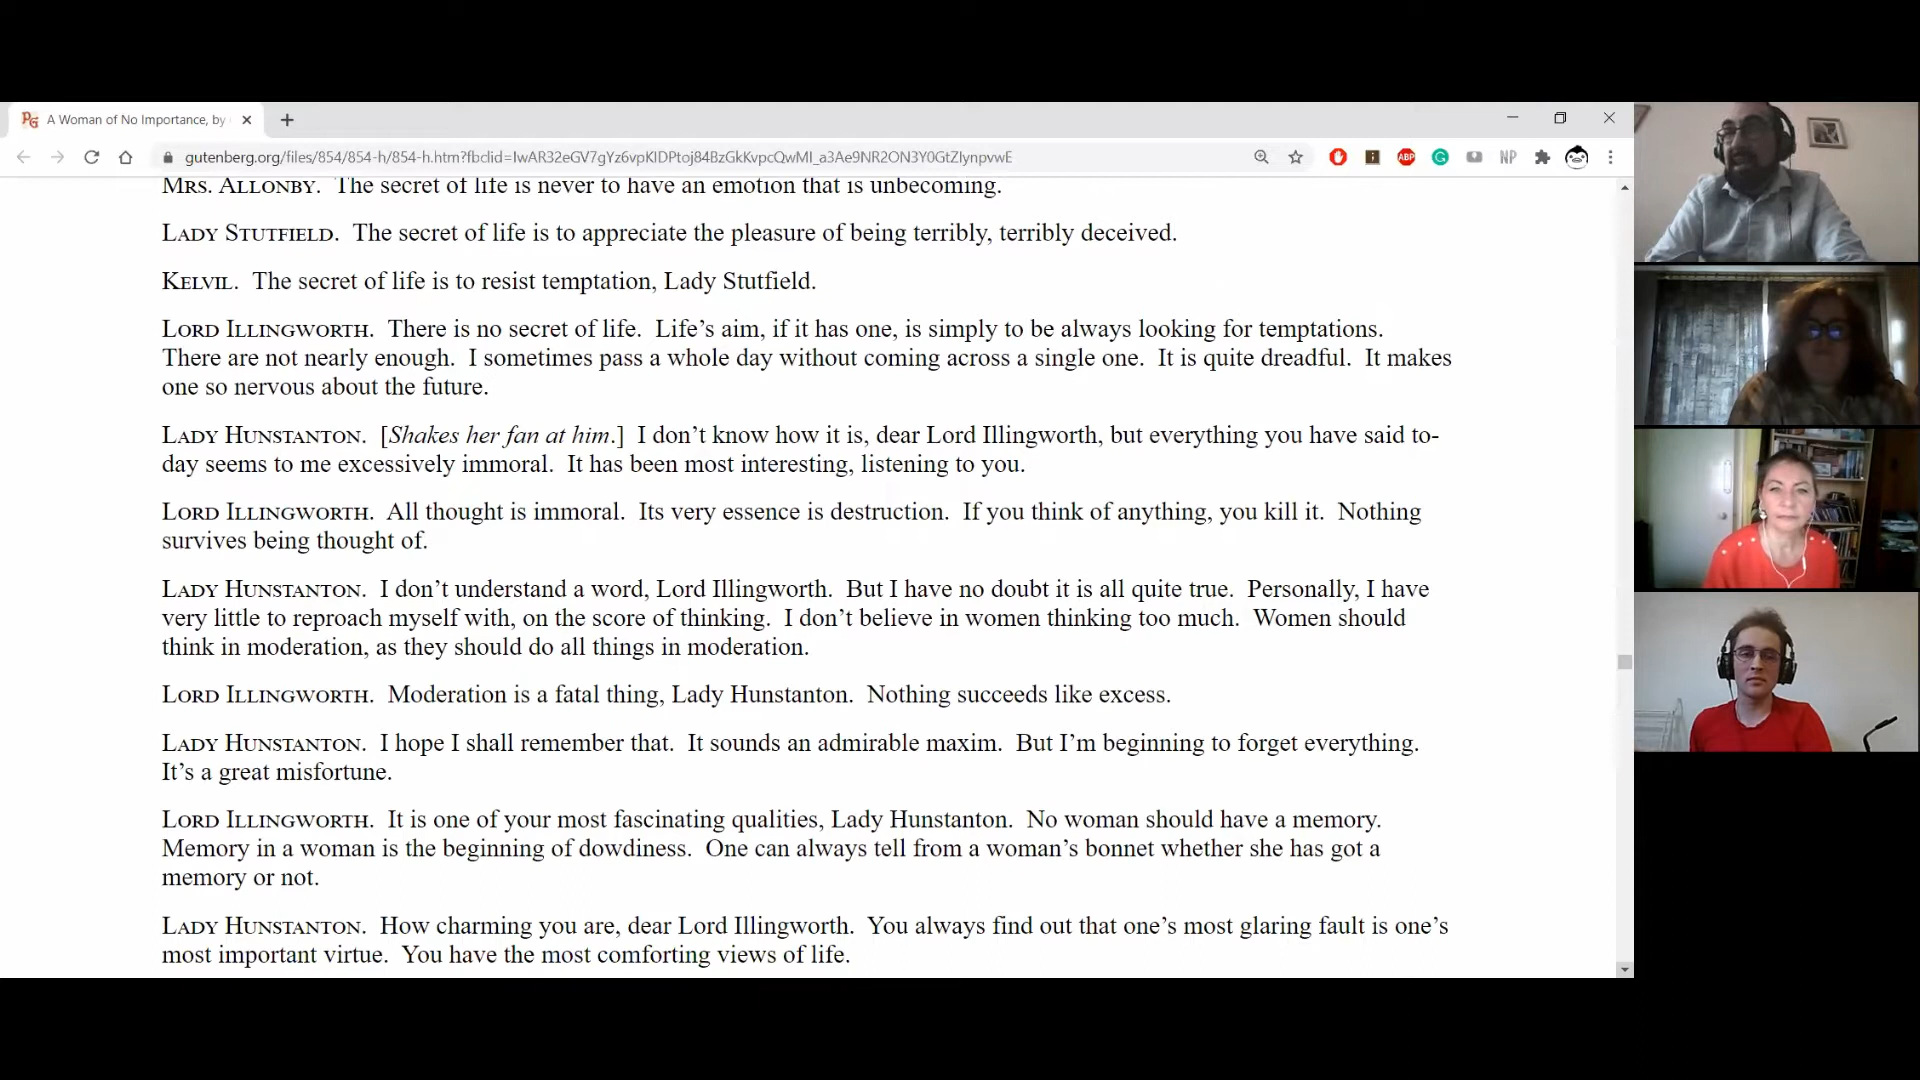 A Woman of No Importance, by
gutenberg.org/files/854/854-h/854-h.htm?fbclid=IwAR32eGV7gYz6vpKIDPtoj84BzGkKvpcQwMI_a3Ae9NR2ON3Y0GtZIynpvwE
ABP
NP
MRS. ALLONBY. The secret of life is never to have an emotion that is unbecoming.
LADY STUTFIELD. The secret of life is to appreciate the pleasure of being terribly, terribly deceived.
KELVIL. The secret of life is to resist temptation, Lady Stutfield.
LORD ILLINGWORTH. There is no secret of life. Life’s aim, if it has one, is simply to be always looking for temptations.
There are not nearly enough. I sometimes pass a whole day without coming across a single one. It is quite dreadful. It makes
one so nervous about the future.
LADY HUNSTANTON. [Shakes her fan at him.] I don’t know how it is, dear Lord Illingworth, but everything you have said to-
day seems to me excessively immoral. It has been most interesting, listening to you.
LORD ILLINGWORTH. All thought is immoral. Its very essence is destruction. If you think of anything, you kill it. Nothing
survives being thought of.
LADY HUNSTANTON. I don’t understand a word, Lord Illingworth. But I have no doubt it is all quite true. Personally, I have
very little to reproach myself with, on the score of thinking. I don’t believe in women thinking too much. Women should
think in moderation, as they should do all things in moderation.
LORD ILLINGWORTH. Moderation is a fatal thing, Lady Hunstanton. Nothing succeeds like excess.
LADY HUNSTANTON. I hope I shall remember that. It sounds an admirable maxim. But I’m beginning to forget everything.
It’s a great misfortune.
LORD ILLINGWORTH. It is one of your most fascinating qualities, Lady Hunstanton. No woman should have a memory.
Memory in a woman is the beginning of dowdiness. One can always tell from a woman’s bonnet whether she has got a
memory or not.
LADY HUNSTANTON. How charming you are, dear Lord Illingworth. You always find out that one’s most glaring fault is one’s
most important virtue. You have the most comforting views of life.